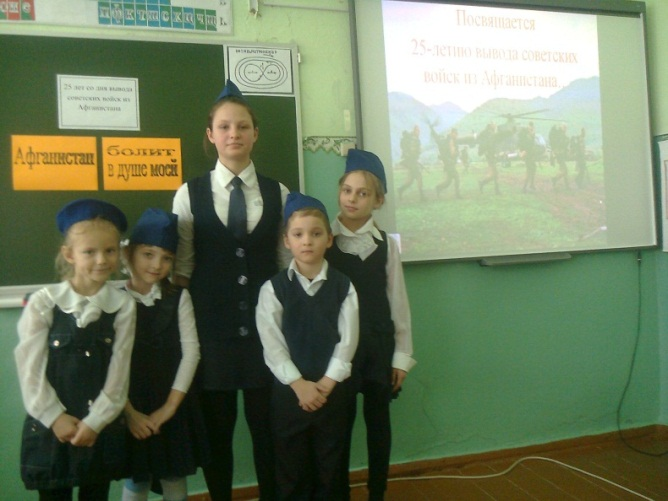 25 лет со дня вывода
советских войск из
Афганистана
Афганистан
болит
в душе моей
Посвящается
25-летию вывода советских
войск из Афганистана.